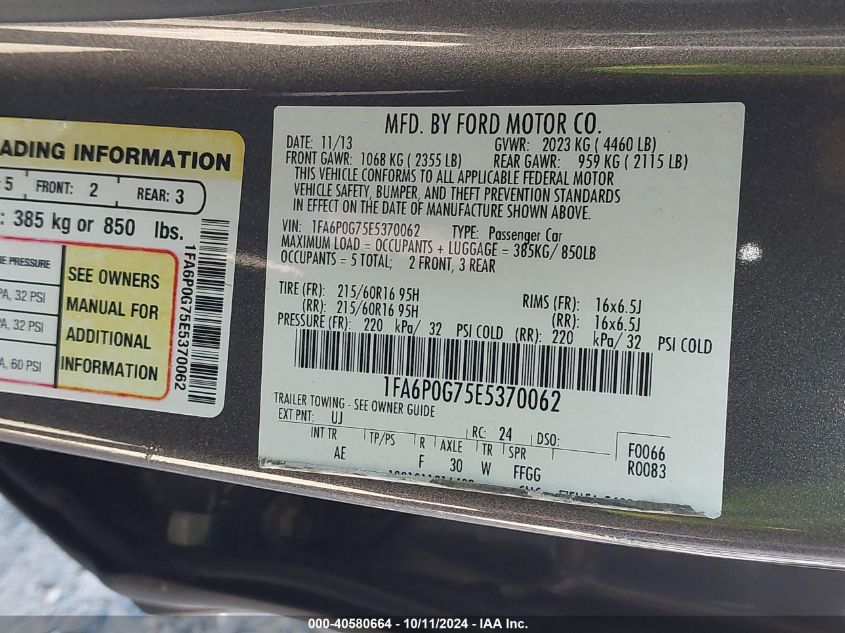 ADING INFORMATION
5 FRONT: 2 REAR: 3
: 385 kg or 850 lbs.
E PRESSURE
PA, 32 PSI
PA, 32 PSI
A, 60 PSI
SEE OWNERS
MANUAL FOR
ADDITIONAL
INFORMATION
1FA6P0G75E5370062
MFD. BY FORD MOTOR CO.
DATE: 11/13 GVWR: 2023 KG ( 4460 LB)
FRONT GAWR: 1068 KG ( 2355 LB) REAR GAWR: 959 KG ( 2115 LB)
THIS VEHICLE CONFORMS TO ALL APPLICABLE FEDERAL MOTOR
VEHICLE SAFETY, BUMPER, AND THEFT PREVENTION STANDARDS
IN EFFECT ON THE DATE OF MANUFACTURE SHOWN ABOVE.
VIN: 1FA6P0G75E5370062 TYPE: Passenger Car
MAXIMUM LOAD = OCCUPANTS + LUGGAGE = 385KG/ 850LB
OCCUPANTS = 5 TOTAL; 2 FRONT, 3 REAR
TIRE (FR): 215/60R16 95H RIMS (FR): 16x6.5J
(RR): 215/60R16 95H (RR): 16x6.5J
PRESSURE (FR): 220 kPa/ 32 PSI COLD (RR): 220 kPa/ 32 PSI COLD
1FA6P0G75E5370062
TRAILER TOWING - SEE OWNER GUIDE
EXT PNT: UJ RC: 24 DSO:
INT TR TP/PS R AXLE TR SPR F0066
AE F 30 W FFGG R0083
000-40580664 • 10/11/2024 • IAA Inc.